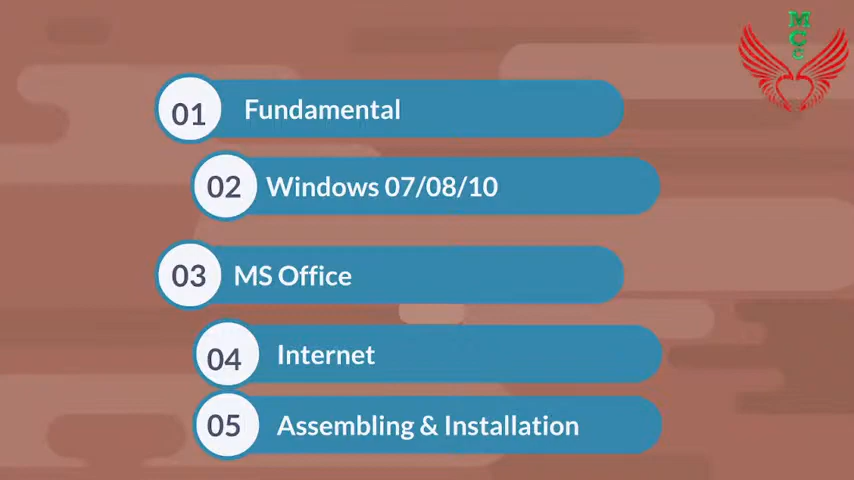 M
C
C
01 Fundamental
02 Windows 07/08/10
03 MS Office
04 Internet
05 Assembling & Installation